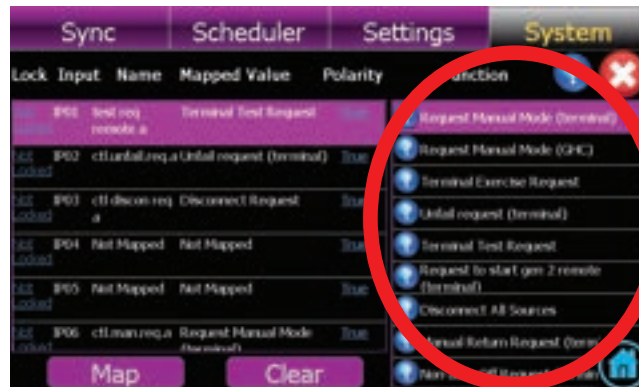 Sync Scheduler Settings System
Lock Input Name Mapped Value Polarity Function
Not Locked IP01 test.req remote.a Terminal Test Request True
Not Locked IP02 ctl.unfail.req.a Unfail request (terminal) True
Not Locked IP03 ctl.discon.req a Disconnect Request True
Not Locked IP04 Not Mapped Not Mapped True
Not Locked IP05 Not Mapped Not Mapped True
Not Locked IP06 ctl.man.req.a Request Manual Mode (terminal) True
Request Manual Mode (terminal)
Request Manual Mode (GHC)
Terminal Exercise Request
Unfail request (terminal)
Terminal Test Request
Request to start gen 2 remote
(terminal)
Disconnect All Sources
Manual Return Request
Request
Map Clear